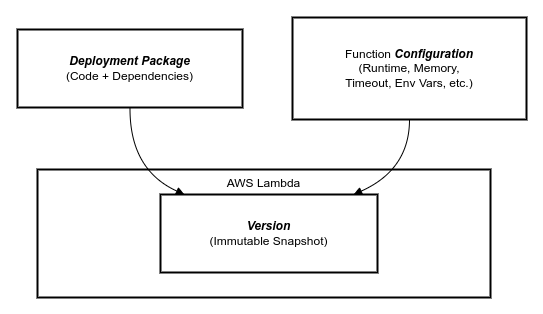 Deployment Package
(Code + Dependencies)
Function Configuration
(Runtime, Memory,
Timeout, Env Vars, etc.)
AWS Lambda
Version
(Immutable Snapshot)